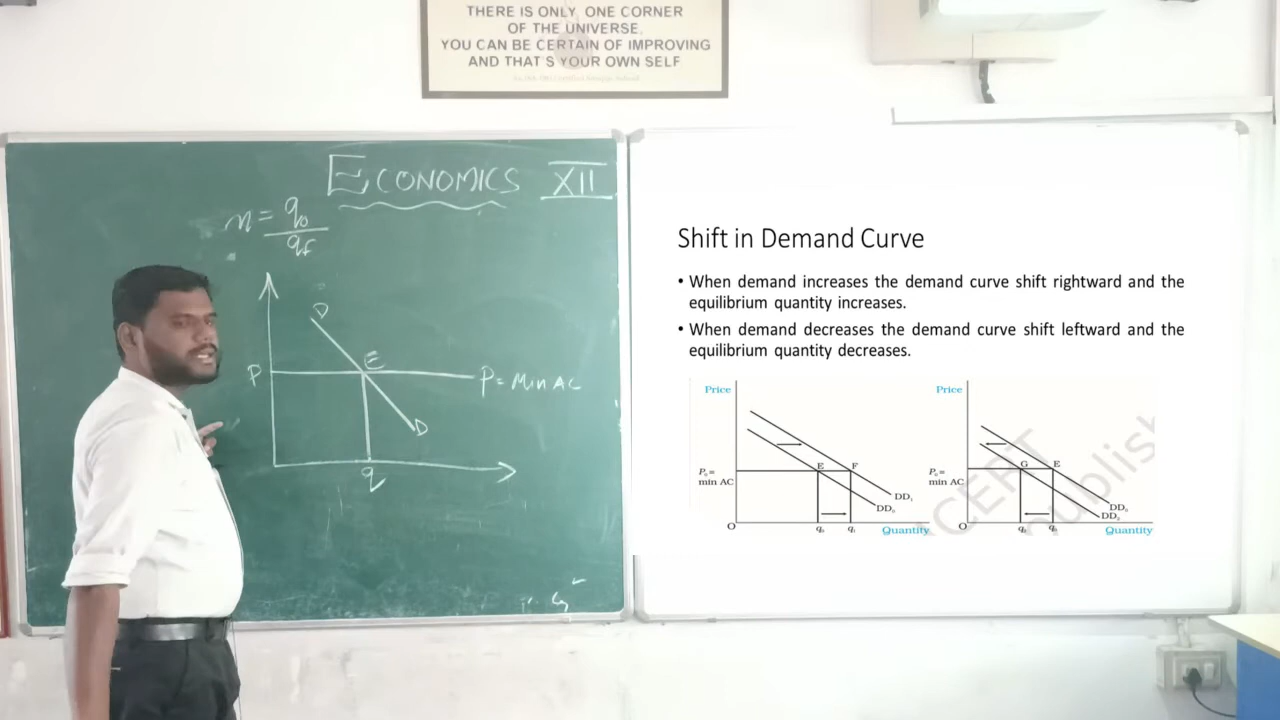 THERE IS ONLY ONE CORNER
OF THE UNIVERSE.
YOU CAN BE CERTAIN OF IMPROVING
AND THAT'S YOUR OWN SELF
ECONOMICS XII
n = q₀
q_f
D
E
P
P = Min AC
D
q
Shift in Demand Curve
• When demand increases the demand curve shift rightward and the
equilibrium quantity increases.
• When demand decreases the demand curve shift leftward and the
equilibrium quantity decreases.
Price
E
F
P₀ =
min AC
DD₁
DD₀
O
q₀
q₁
Quantity
Price
G
E
P₀ =
min AC
DD₀
DD₂
O
q₀
Quantity